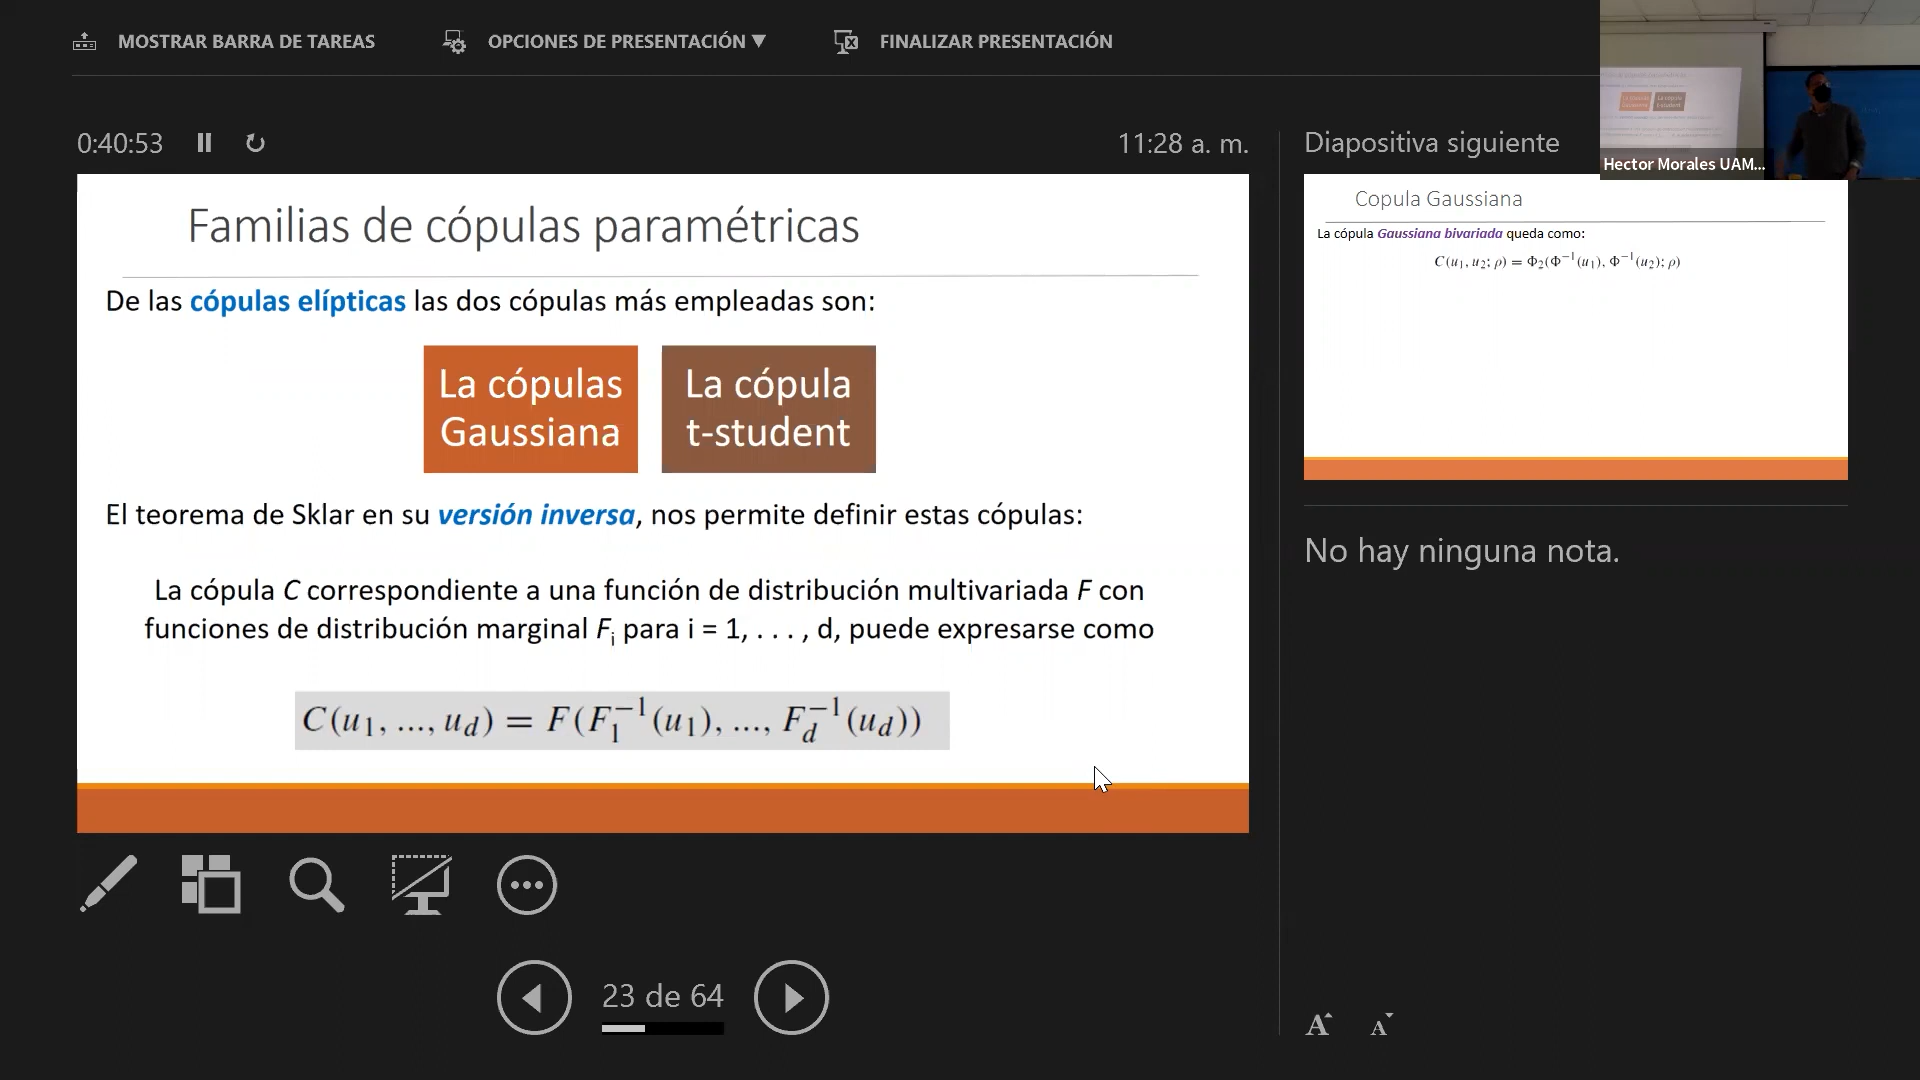 MOSTRAR BARRA DE TAREAS
OPCIONES DE PRESENTACIÓN
FINALIZAR PRESENTACIÓN
0:40:53
11:28 a. m.
Familias de cópulas paramétricas
De las cópulas elípticas las dos cópulas más empleadas son:
La cópulas
Gaussiana
La cópula
t-student
El teorema de Sklar en su versión inversa, nos permite definir estas cópulas:
La cópula C correspondiente a una función de distribución multivariada F con
funciones de distribución marginal Fᵢ para i = 1, . . . , d, puede expresarse como
C(u₁, ..., u_d) = F(F₁⁻¹(u₁), ..., F_d⁻¹(u_d))
23 de 64
Diapositiva siguiente
Hector Morales UAM...
Copula Gaussiana
La cópula Gaussiana bivariada queda como:
C(u₁, u₂; ρ) = Φ₂(Φ⁻¹(u₁), Φ⁻¹(u₂); ρ)
No hay ninguna nota.
A A